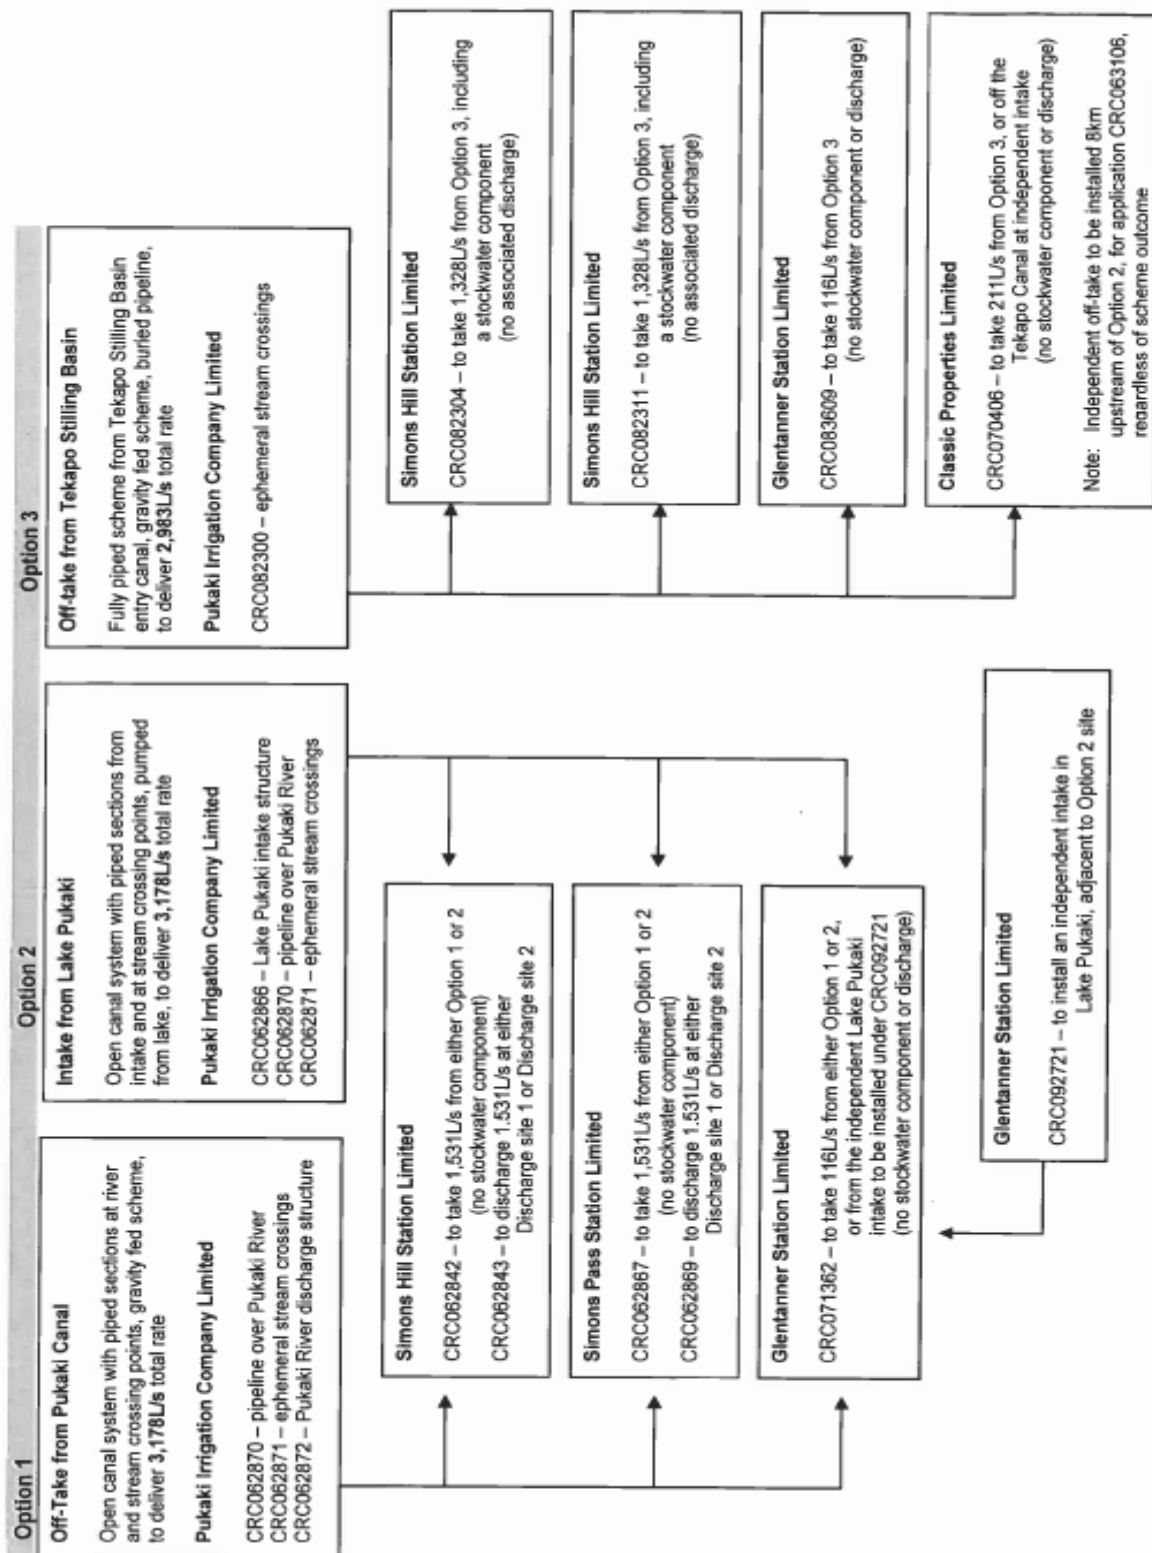 Option 1
Off-Take from Pukaki Canal
Open canal system with piped sections at river
and stream crossing points, gravity fed scheme,
to deliver 3,178L/s total rate
Pukaki Irrigation Company Limited
CRC062870 – pipeline over Pukaki River
CRC062871 – ephemeral stream crossings
CRC062872 – Pukaki River discharge structure
Option 2
Intake from Lake Pukaki
Open canal system with piped sections from
intake and at stream crossing points, pumped
from lake, to deliver 3,178L/s total rate
Pukaki Irrigation Company Limited
CRC062866 – Lake Pukaki intake structure
CRC062870 – pipeline over Pukaki River
CRC062871 – ephemeral stream crossings
Option 3
Off-take from Tekapo Stilling Basin
Fully piped scheme from Tekapo Stilling Basin
entry canal, gravity fed scheme, buried pipeline,
to deliver 2,983L/s total rate
Pukaki Irrigation Company Limited
CRC082300 – ephemeral stream crossings
Simons Hill Station Limited
CRC062842 – to take 1,531L/s from either Option 1 or 2
(no stockwater component)
CRC062843 – to discharge 1.531L/s at either
Discharge site 1 or Discharge site 2
Simons Pass Station Limited
CRC062867 – to take 1,531L/s from either Option 1 or 2
(no stockwater component)
CRC062869 – to discharge 1.531L/s at either
Discharge site 1 or Discharge site 2
Glentanner Station Limited
CRC071362 – to take 116L/s from either Option 1 or 2,
or from the independent Lake Pukaki
intake to be installed under CRC092721
(no stockwater component or discharge)
Glentanner Station Limited
CRC092721 – to install an independent intake in
Lake Pukaki, adjacent to Option 2 site
Simons Hill Station Limited
CRC082304 – to take 1,328L/s from Option 3, including
a stockwater component
(no associated discharge)
Simons Hill Station Limited
CRC082311 – to take 1,328L/s from Option 3, including
a stockwater component
(no associated discharge)
Glentanner Station Limited
CRC083609 – to take 116L/s from Option 3
(no stockwater component or discharge)
Classic Properties Limited
CRC070406 – to take 211L/s from Option 3, or off the
Tekapo Canal at independent intake
(no stockwater component or discharge)
Note: Independent off-take to be installed 8km
upstream of Option 2, for application CRC063106,
regardless of scheme outcome